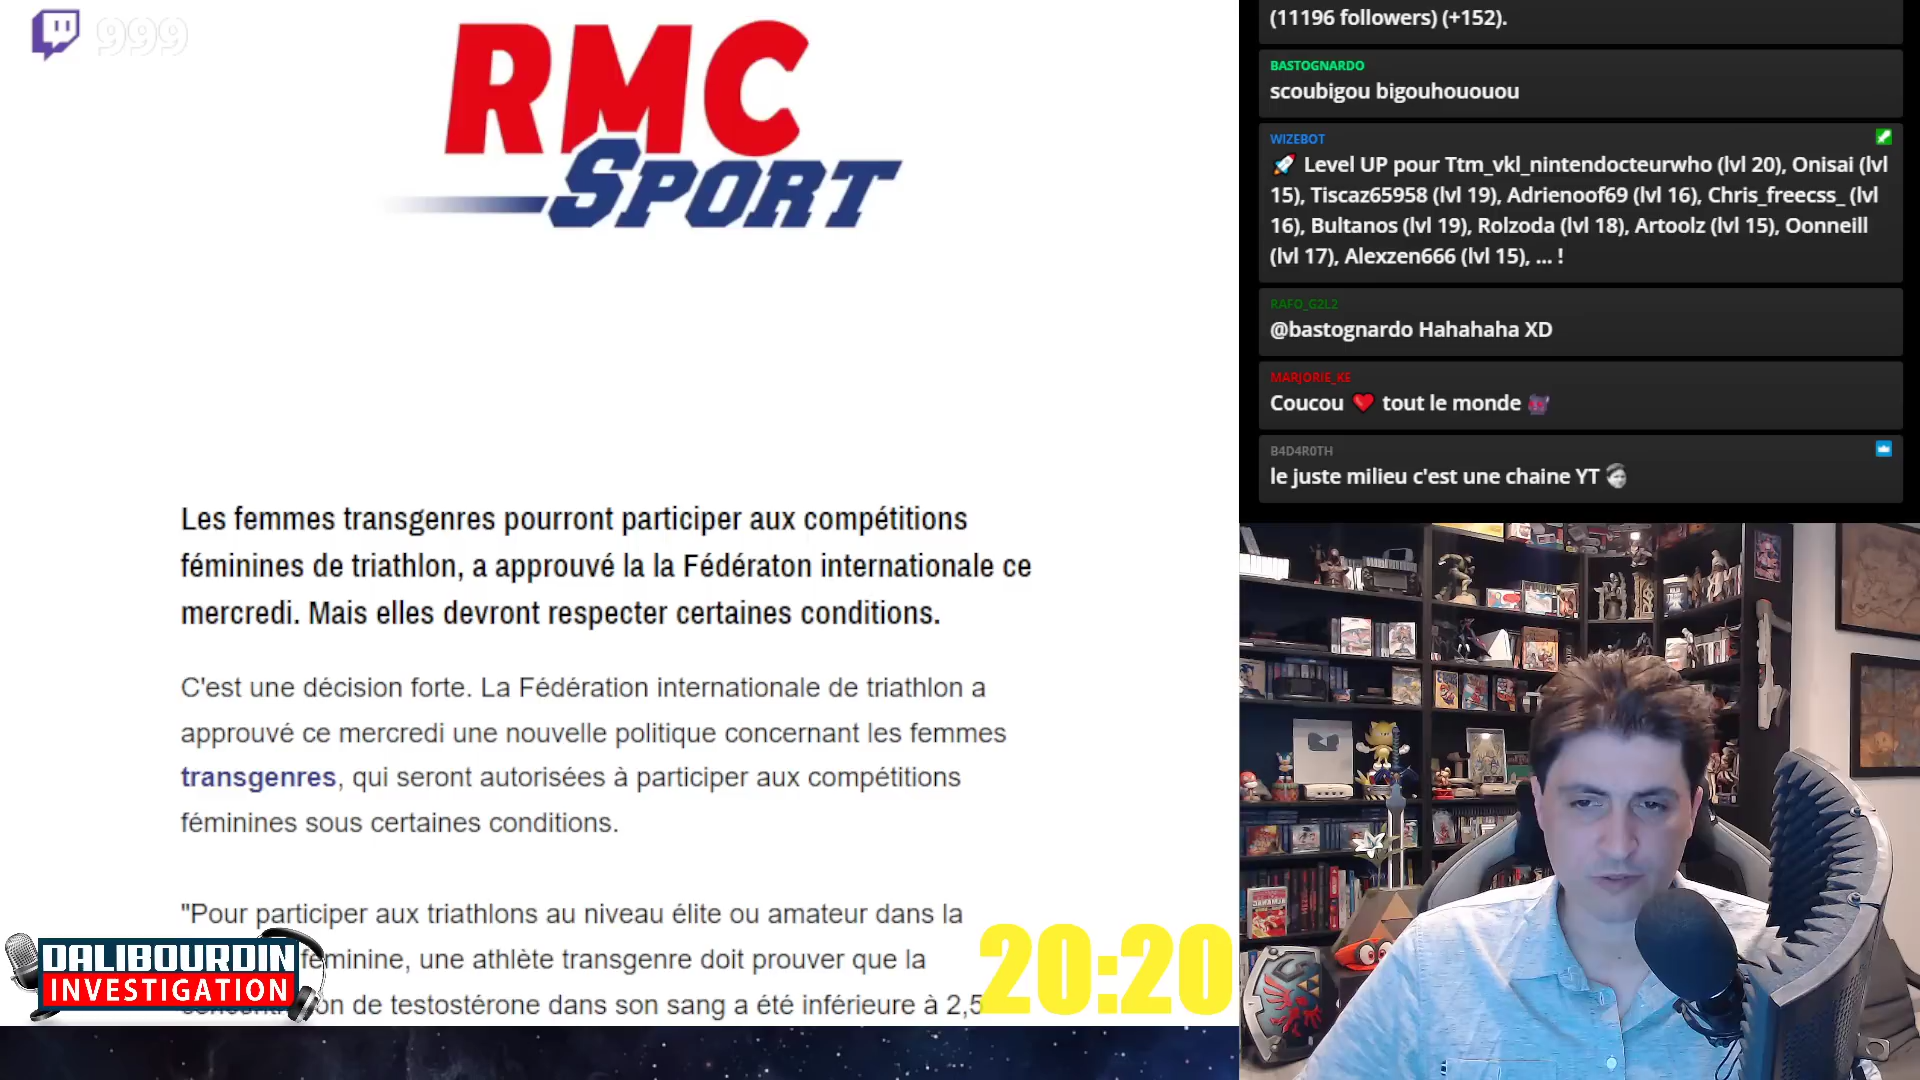 999
RMC
SPORT
Les femmes transgenres pourront participer aux compétitions
féminines de triathlon, a approuvé la la Fédératon internationale ce
mercredi. Mais elles devront respecter certaines conditions.
C'est une décision forte. La Fédération internationale de triathlon a
approuvé ce mercredi une nouvelle politique concernant les femmes
transgenres, qui seront autorisées à participer aux compétitions
féminines sous certaines conditions.
"Pour participer aux triathlons au niveau élite ou amateur dans la
féminine, une athlète transgenre doit prouver que la
de testostérone dans son sang a été inférieure à 2,5
DALIBOURDIN
INVESTIGATION
20:20
(11196 followers) (+152).
BASTOGNARDO
scoubigou bigouhououou
WIZEBOT
🚀 Level UP pour Ttm_vkl_nintendocteurwho (lvl 20), Onisai (lvl
15), Tiscaz65958 (lvl 19), Adrienoof69 (lvl 16), Chris_freecss_ (lvl
16), Bultanos (lvl 19), Rolzoda (lvl 18), Artoolz (lvl 15), Oonneill
(lvl 17), Alexzen666 (lvl 15), ... !
RAFO_G2L2
@bastognardo Hahahaha XD
MARJORIE_KE
Coucou ❤ tout le monde
B4D4R0TH
le juste milieu c'est une chaine YT